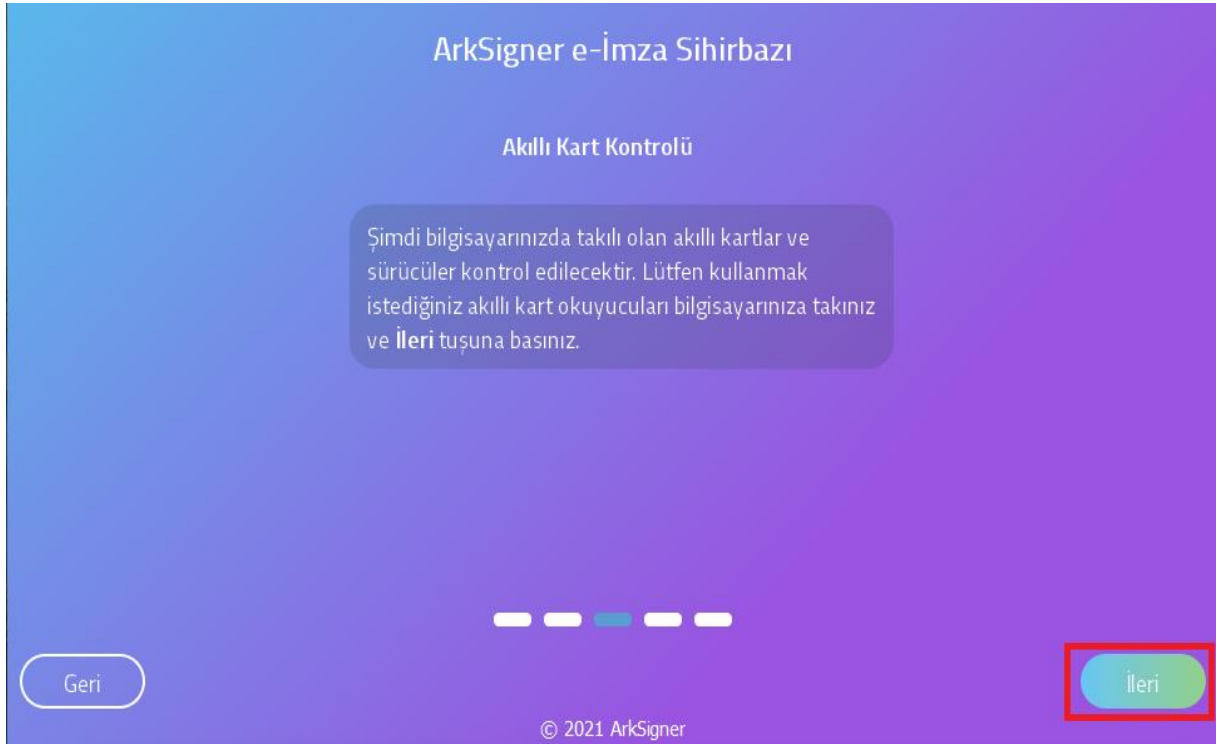 ArkSigner e-İmza Sihirbazı
Akıllı Kart Kontrolü
Şimdi bilgisayarınızda takılı olan akıllı kartlar ve
sürücüler kontrol edilecektir. Lütfen kullanmak
istediğiniz akıllı kart okuyucuları bilgisayarınıza takınız
ve İleri tuşuna basınız.
Geri
İleri
© 2021 ArkSigner